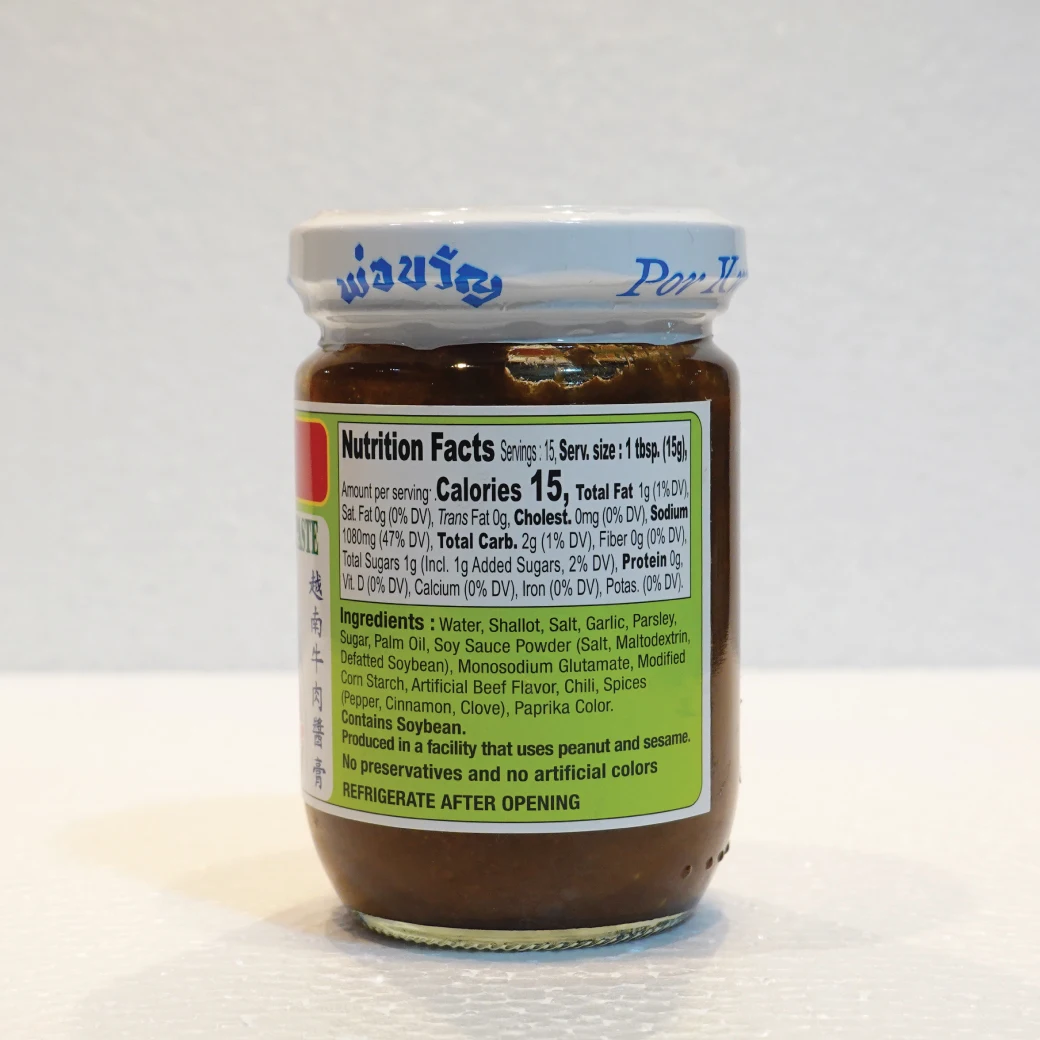 พ่อขวัญ
Por K
Nutrition Facts Servings : 15, Serv. size : 1 tbsp. (15g),
Amount per serving: Calories 15, Total Fat 1g (1%DV),
Sat. Fat 0g (0% DV), Trans Fat 0g, Cholest. 0mg (0% DV), Sodium
1080mg (47% DV), Total Carb. 2g (1% DV), Fiber 0g (0% DV),
Total Sugars 1g (Incl. 1g Added Sugars, 2% DV), Protein 0g,
Vit. D (0% DV), Calcium (0% DV), Iron (0% DV), Potas. (0% DV).
Ingredients : Water, Shallot, Salt, Garlic, Parsley,
Sugar, Palm Oil, Soy Sauce Powder (Salt, Maltodextrin,
Defatted Soybean), Monosodium Glutamate, Modified
Corn Starch, Artificial Beef Flavor, Chili, Spices
(Pepper, Cinnamon, Clove), Paprika Color.
Contains Soybean.
Produced in a facility that uses peanut and sesame.
No preservatives and no artificial colors
REFRIGERATE AFTER OPENING
ASTE
越南牛肉醬膏